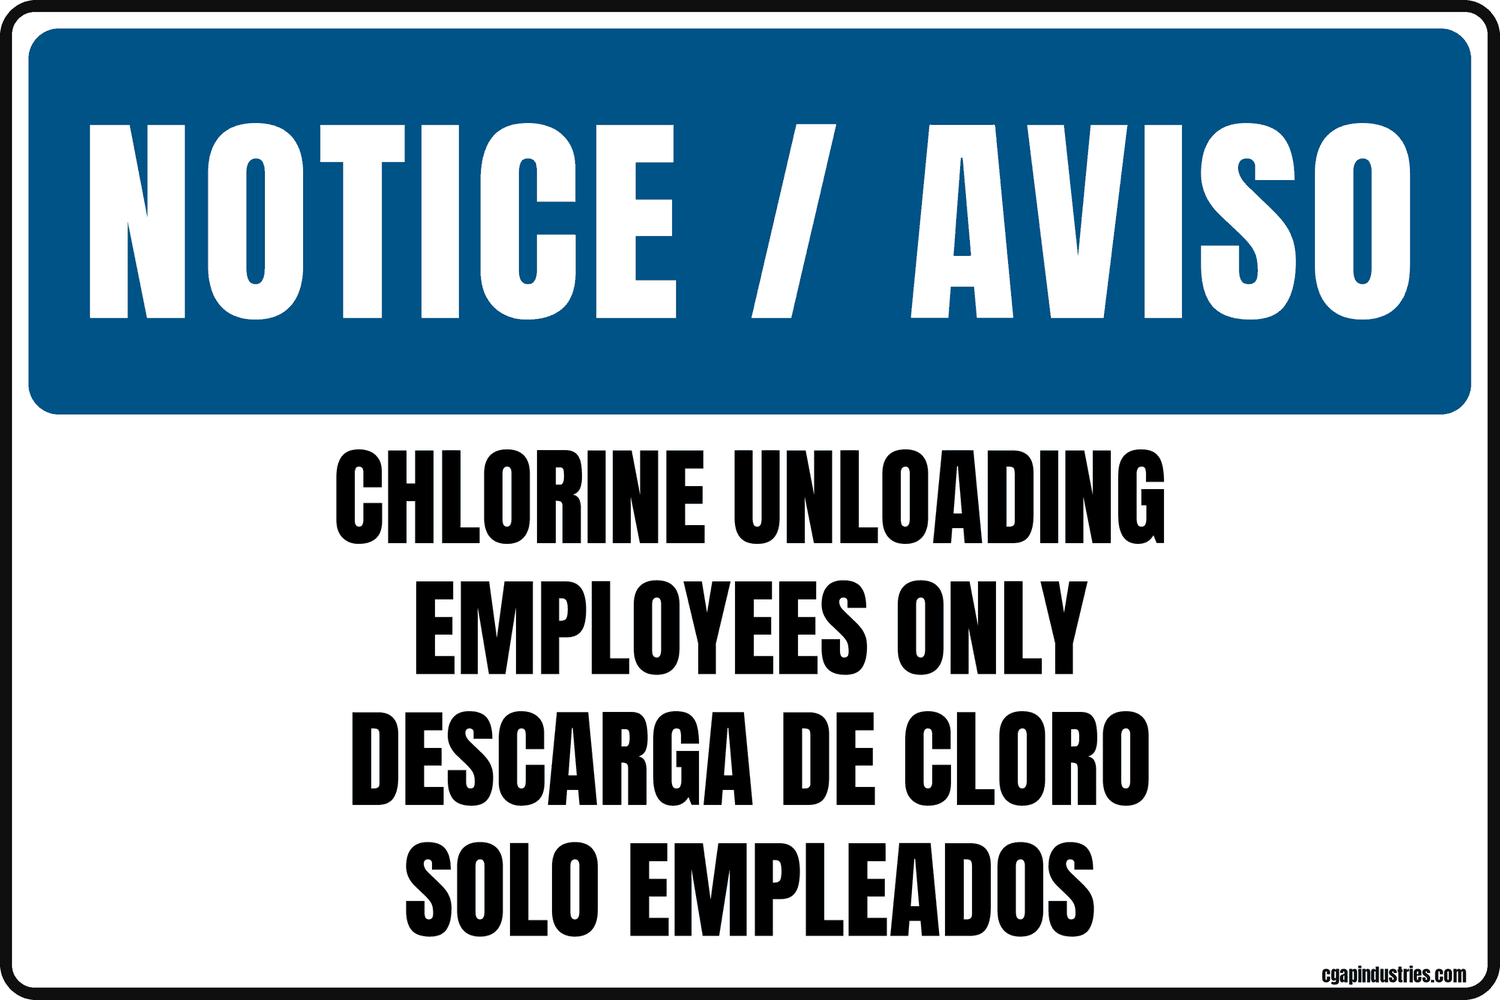 NOTICE / AVISO
CHLORINE UNLOADING
EMPLOYEES ONLY
DESCARGA DE CLORO
SOLO EMPLEADOS
cgapindustries.com